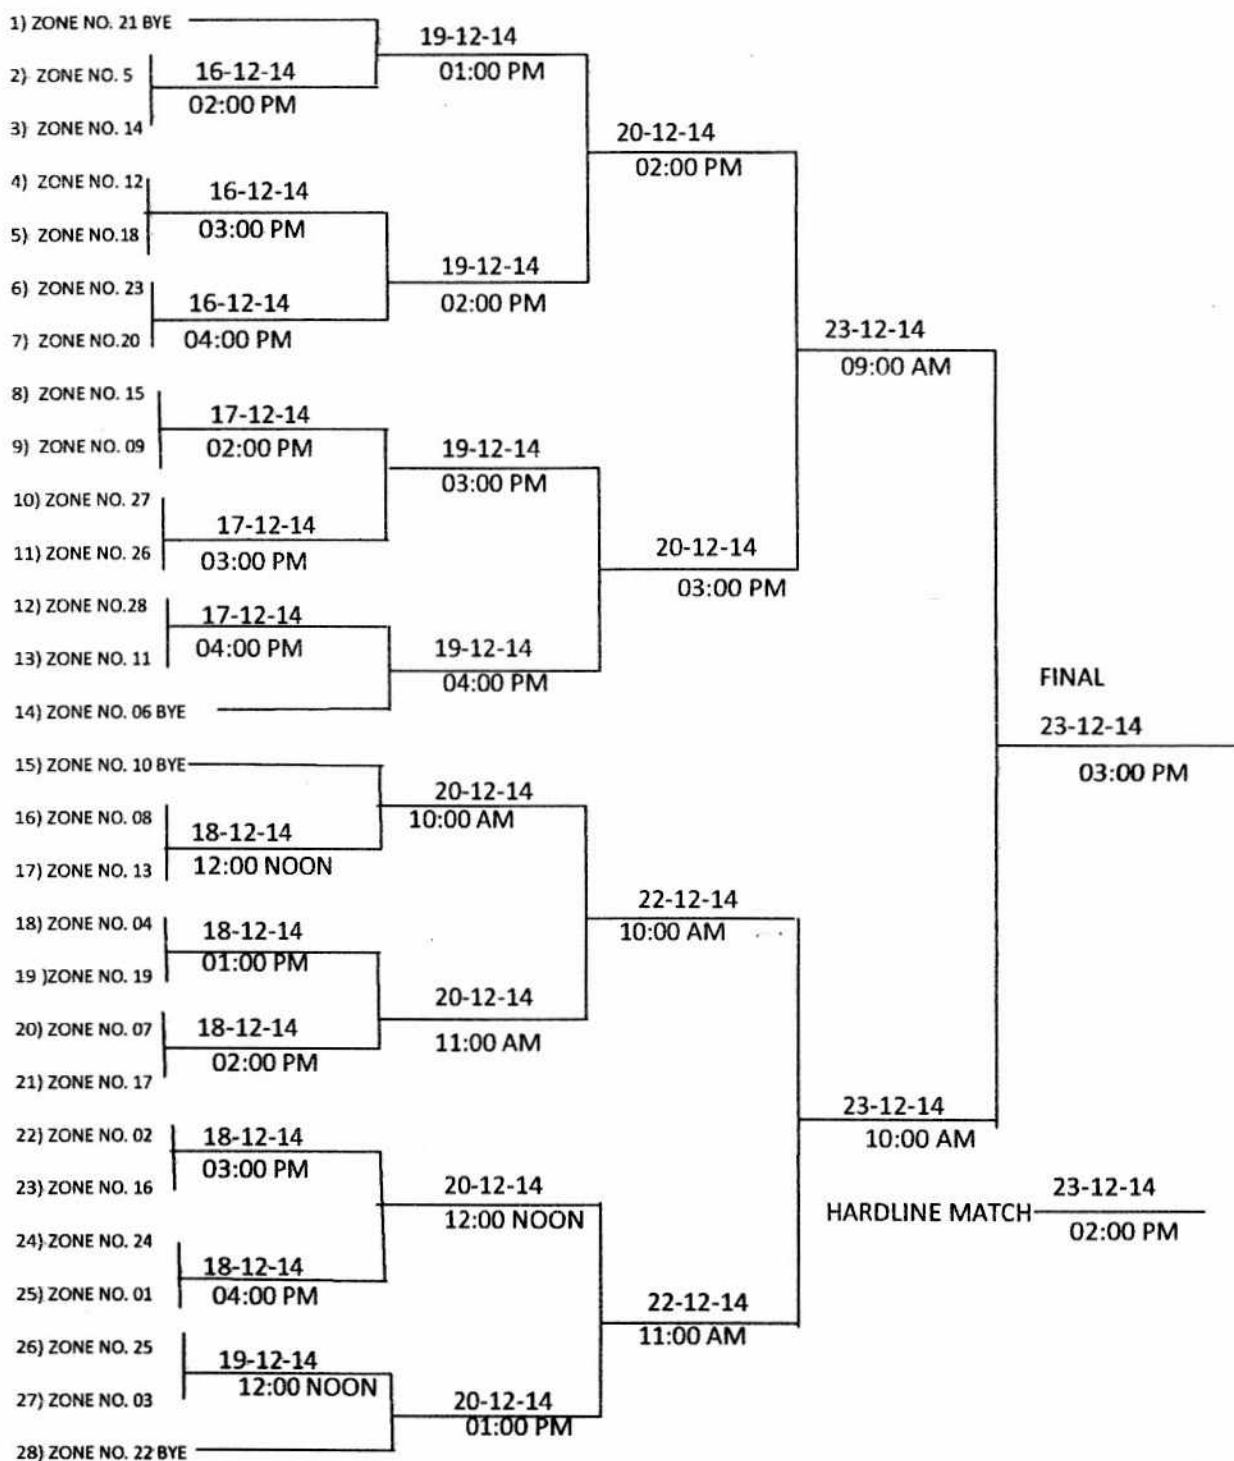 1) ZONE NO. 21 BYE
19-12-14
01:00 PM
2) ZONE NO. 5
16-12-14
02:00 PM
3) ZONE NO. 14
20-12-14
02:00 PM
4) ZONE NO. 12
16-12-14
03:00 PM
5) ZONE NO.18
19-12-14
02:00 PM
6) ZONE NO. 23
16-12-14
04:00 PM
7) ZONE NO.20
23-12-14
09:00 AM
8) ZONE NO. 15
17-12-14
02:00 PM
9) ZONE NO. 09
19-12-14
03:00 PM
10) ZONE NO. 27
17-12-14
03:00 PM
11) ZONE NO. 26
20-12-14
03:00 PM
12) ZONE NO.28
17-12-14
04:00 PM
13) ZONE NO. 11
19-12-14
04:00 PM
14) ZONE NO. 06 BYE
FINAL
23-12-14
03:00 PM
15) ZONE NO. 10 BYE
20-12-14
10:00 AM
16) ZONE NO. 08
18-12-14
12:00 NOON
17) ZONE NO. 13
22-12-14
10:00 AM
18) ZONE NO. 04
18-12-14
01:00 PM
19 )ZONE NO. 19
20-12-14
11:00 AM
20) ZONE NO. 07
18-12-14
02:00 PM
21) ZONE NO. 17
23-12-14
10:00 AM
22) ZONE NO. 02
18-12-14
03:00 PM
23) ZONE NO. 16
20-12-14
12:00 NOON
HARDLINE MATCH
23-12-14
02:00 PM
24) ZONE NO. 24
18-12-14
04:00 PM
25) ZONE NO. 01
22-12-14
11:00 AM
26) ZONE NO. 25
19-12-14
12:00 NOON
27) ZONE NO. 03
20-12-14
01:00 PM
28) ZONE NO. 22 BYE